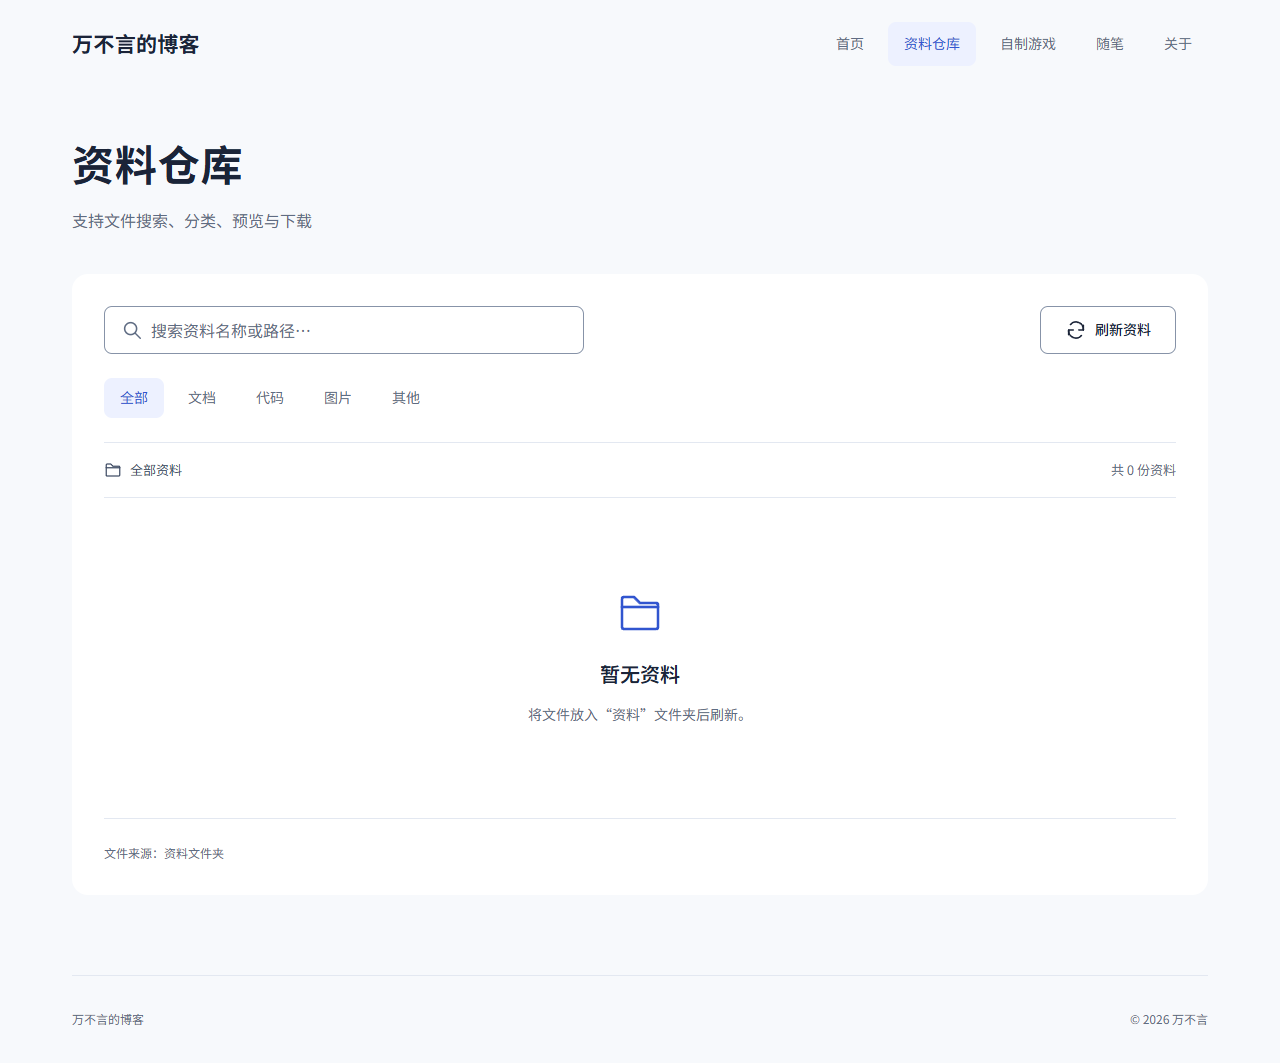 万不言的博客
首页 资料仓库 自制游戏 随笔 关于
资料仓库
支持文件搜索、分类、预览与下载
搜索资料名称或路径… 刷新资料
全部 文档 代码 图片 其他
全部资料 共 0 份资料
暂无资料
将文件放入“资料”文件夹后刷新。
文件来源：资料文件夹
万不言的博客 © 2026 万不言